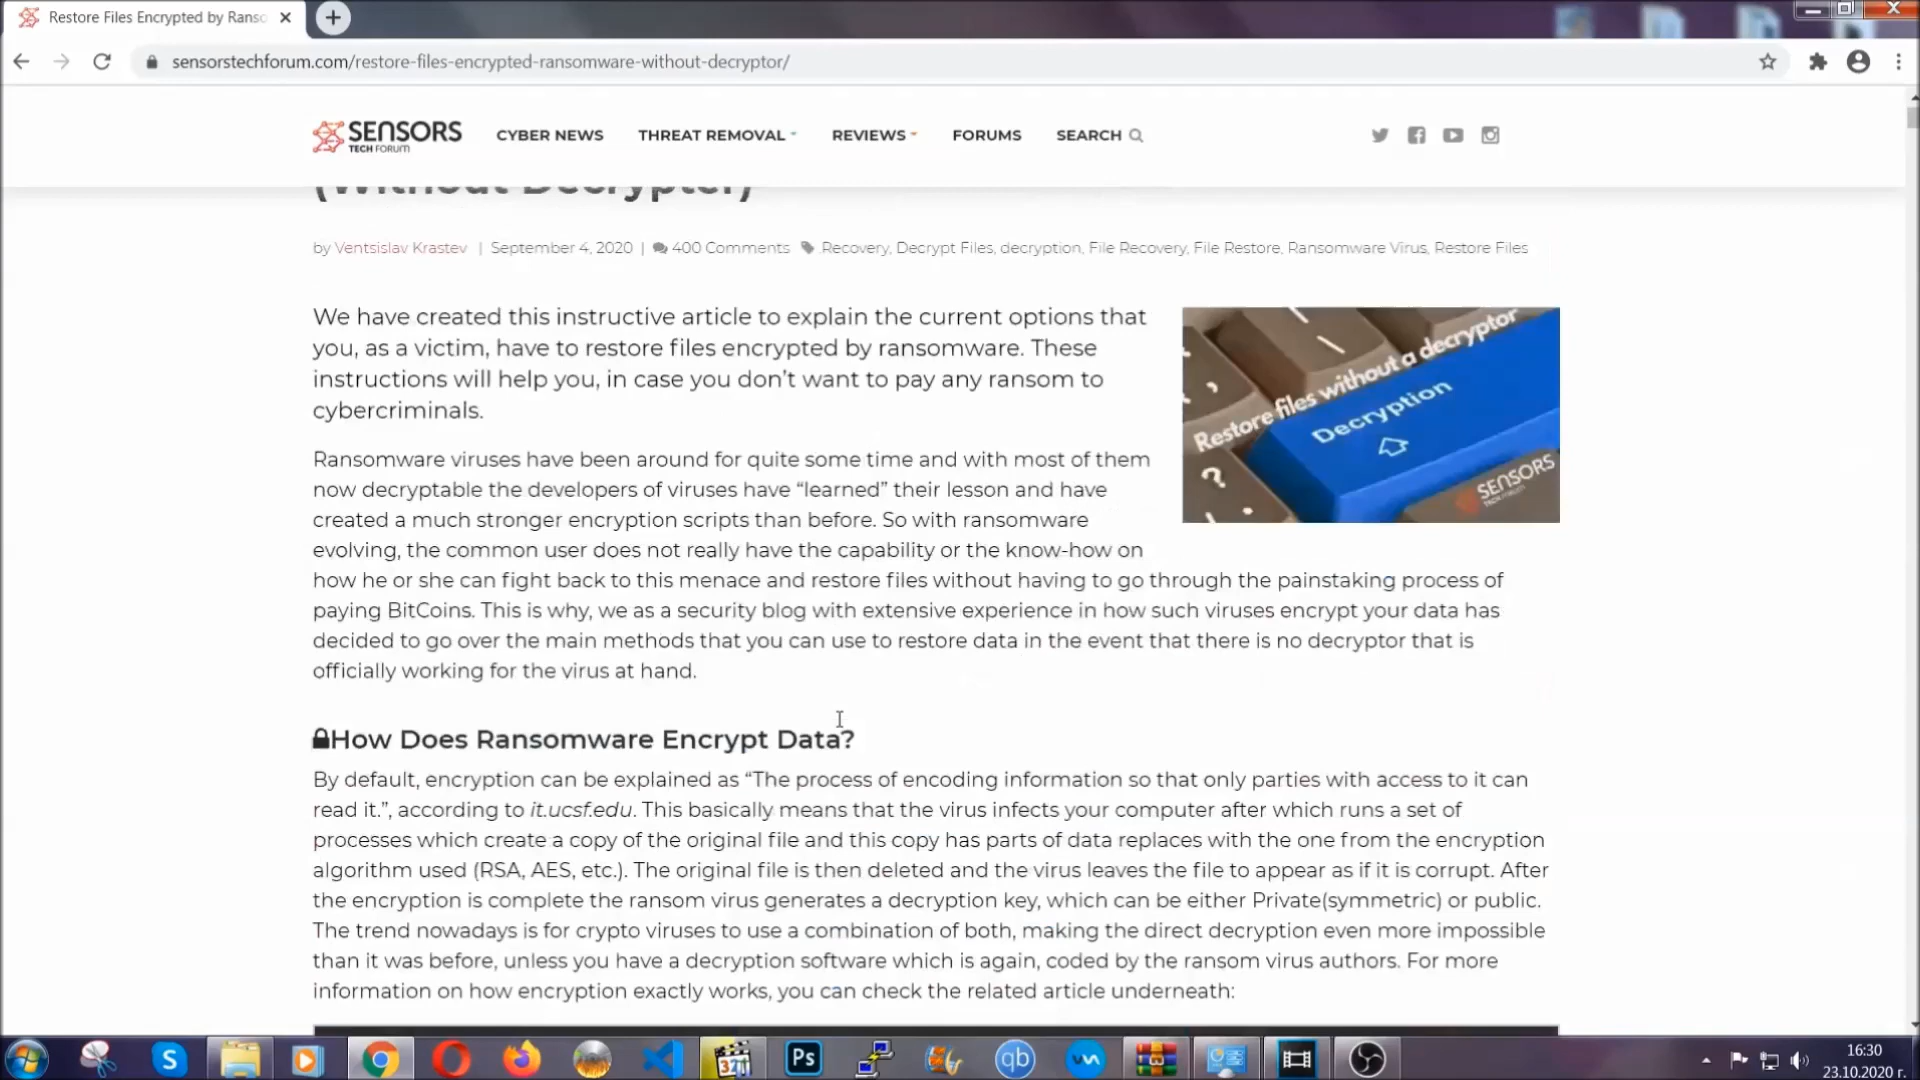 Restore Files Encrypted by Ranso
sensorstechforum.com/restore-files-encrypted-ransomware-without-decryptor/
SENSORS
TECH FORUM
CYBER NEWS
THREAT REMOVAL
REVIEWS
FORUMS
SEARCH
(Without Decrypter)
by Ventsislav Krastev | September 4, 2020 | 400 Comments Recovery, Decrypt Files, decryption, File Recovery, File Restore, Ransomware Virus, Restore Files
We have created this instructive article to explain the current options that
you, as a victim, have to restore files encrypted by ransomware. These
instructions will help you, in case you don’t want to pay any ransom to
cybercriminals.
Restore files without a decryptor
Decryption
SENSORS
Ransomware viruses have been around for quite some time and with most of them
now decryptable the developers of viruses have “learned” their lesson and have
created a much stronger encryption scripts than before. So with ransomware
evolving, the common user does not really have the capability or the know-how on
how he or she can fight back to this menace and restore files without having to go through the painstaking process of
paying BitCoins. This is why, we as a security blog with extensive experience in how such viruses encrypt your data has
decided to go over the main methods that you can use to restore data in the event that there is no decryptor that is
officially working for the virus at hand.
How Does Ransomware Encrypt Data?
By default, encryption can be explained as “The process of encoding information so that only parties with access to it can
read it.”, according to it.ucsf.edu. This basically means that the virus infects your computer after which runs a set of
processes which create a copy of the original file and this copy has parts of data replaces with the one from the encryption
algorithm used (RSA, AES, etc.). The original file is then deleted and the virus leaves the file to appear as if it is corrupt. After
the encryption is complete the ransom virus generates a decryption key, which can be either Private(symmetric) or public.
The trend nowadays is for crypto viruses to use a combination of both, making the direct decryption even more impossible
than it was before, unless you have a decryption software which is again, coded by the ransom virus authors. For more
information on how encryption exactly works, you can check the related article underneath:
321
Ps
qb
16:30
23.10.2020 г.